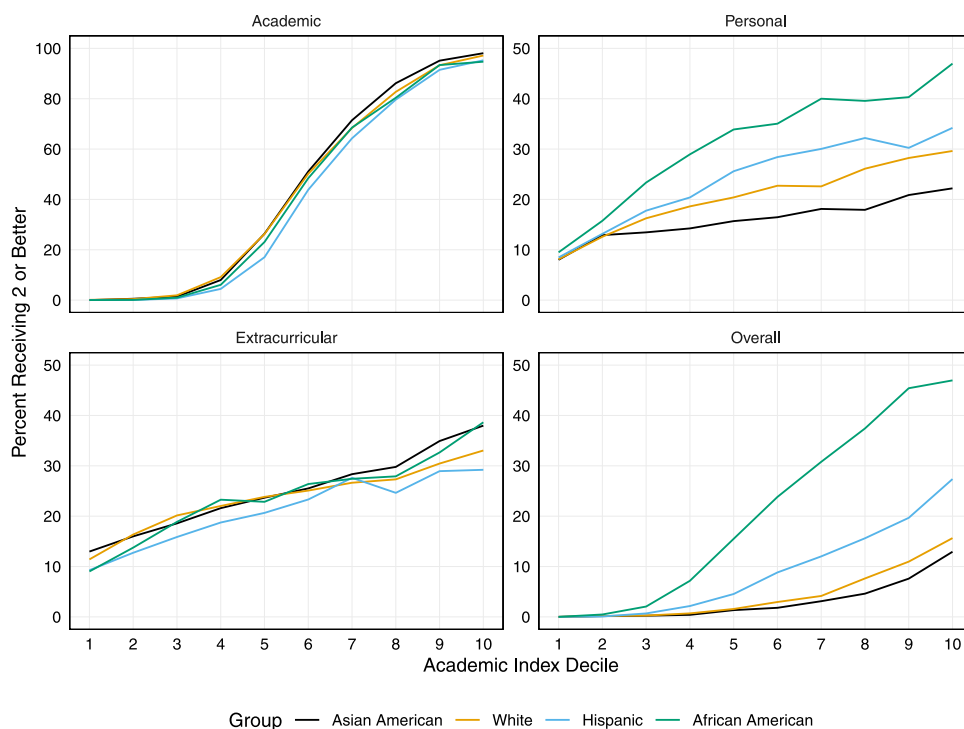 Academic
Personal
100
80
60
40
20
0
50
40
30
20
10
0
Percent Receiving 2 or Better
Extracurricular
Overall
50
40
30
20
10
0
50
40
30
20
10
0
1 2 3 4 5 6 7 8 9 10
1 2 3 4 5 6 7 8 9 10
Academic Index Decile
Group Asian American White Hispanic African American